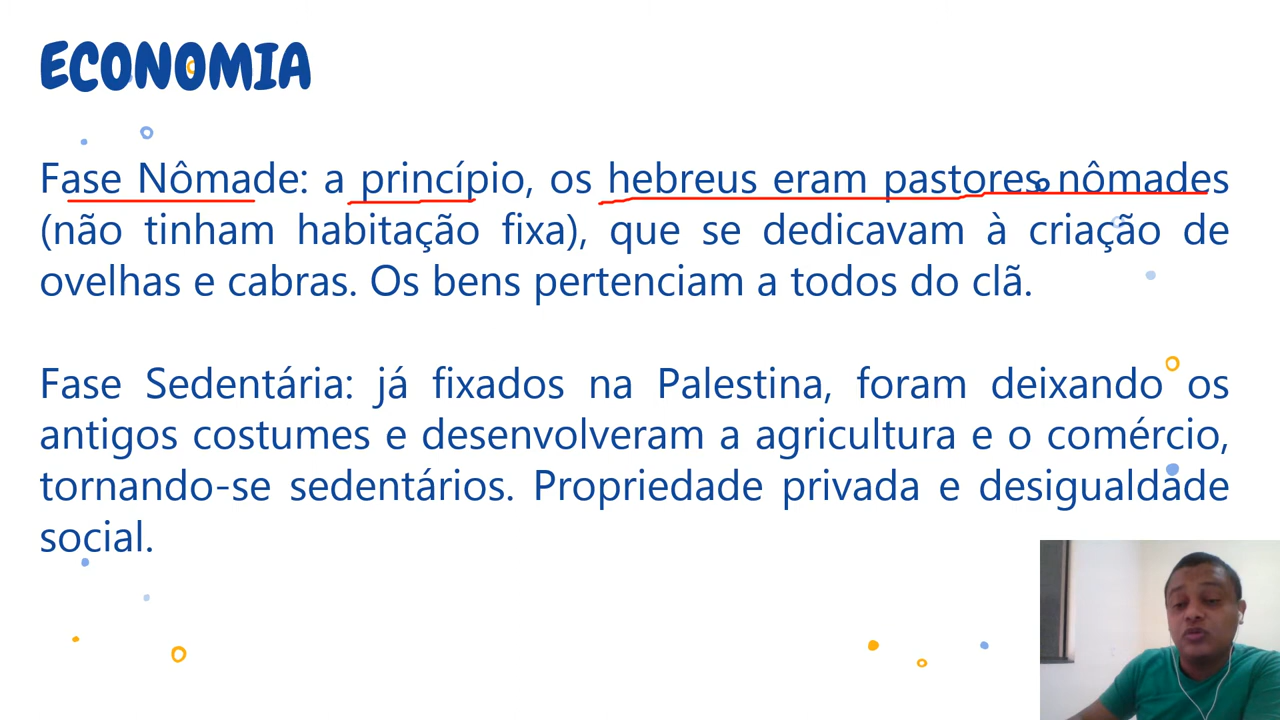 ECONOMIA
Fase Nômade: a princípio, os hebreus eram pastores nômades
(não tinham habitação fixa), que se dedicavam à criação de
ovelhas e cabras. Os bens pertenciam a todos do clã.
Fase Sedentária: já fixados na Palestina, foram deixando os
antigos costumes e desenvolveram a agricultura e o comércio,
tornando-se sedentários. Propriedade privada e desigualdade
social.